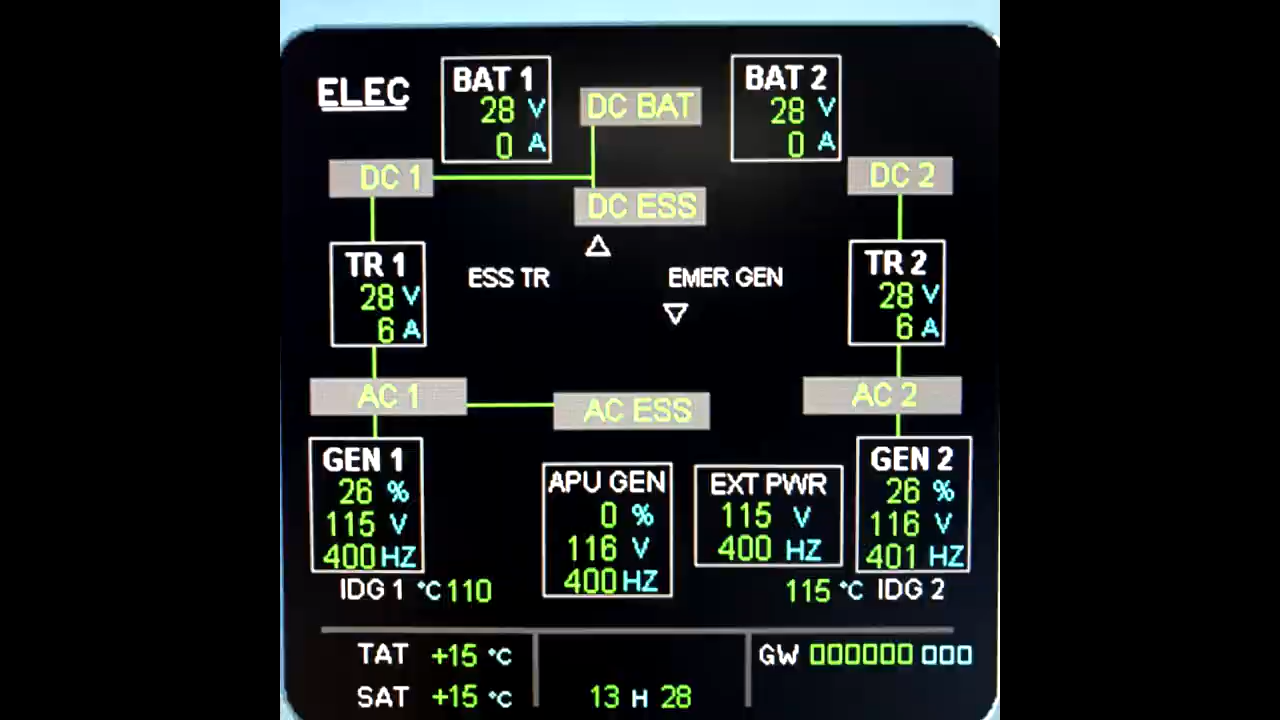 ELEC
BAT 1
28 V
0 A
DC BAT
BAT 2
28 V
0 A
DC 1
DC ESS
DC 2
TR 1
28 V
6 A
ESS TR
EMER GEN
TR 2
28 V
6 A
AC 1
AC ESS
AC 2
GEN 1
26 %
115 V
400 HZ
APU GEN
0 %
116 V
400 HZ
EXT PWR
115 V
400 HZ
GEN 2
26 %
116 V
401 HZ
IDG 1 °C 110
115 °C IDG 2
TAT +15 °C
SAT +15 °C
13 H 28
GW 000000 000